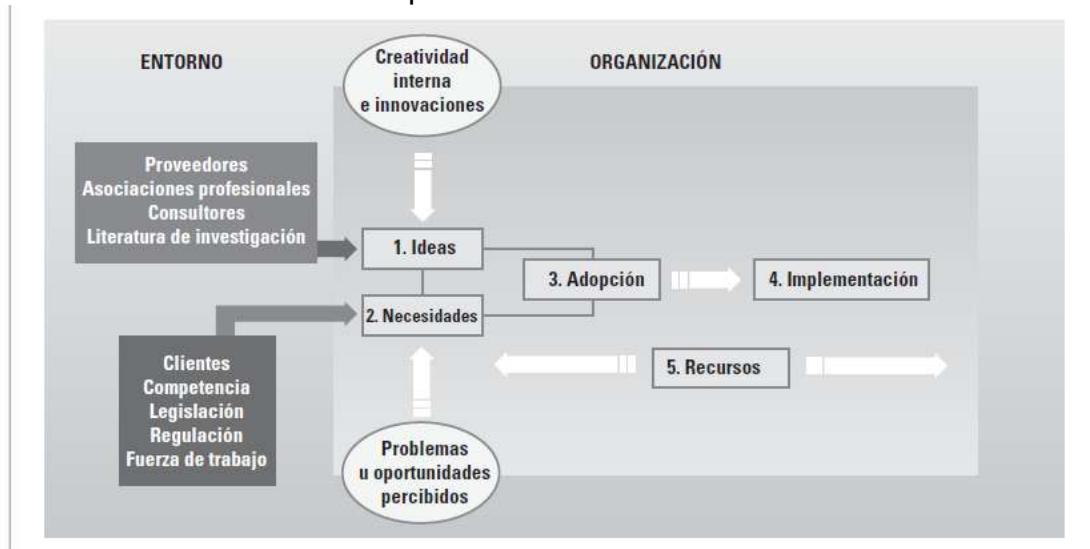 ENTORNO
Creatividad
interna
e innovaciones
ORGANIZACIÓN
Proveedores
Asociaciones profesionales
Consultores
Literatura de investigación
1. Ideas
2. Necesidades
3. Adopción
4. Implementación
5. Recursos
Clientes
Competencia
Legislación
Regulación
Fuerza de trabajo
Problemas
u oportunidades
percibidos